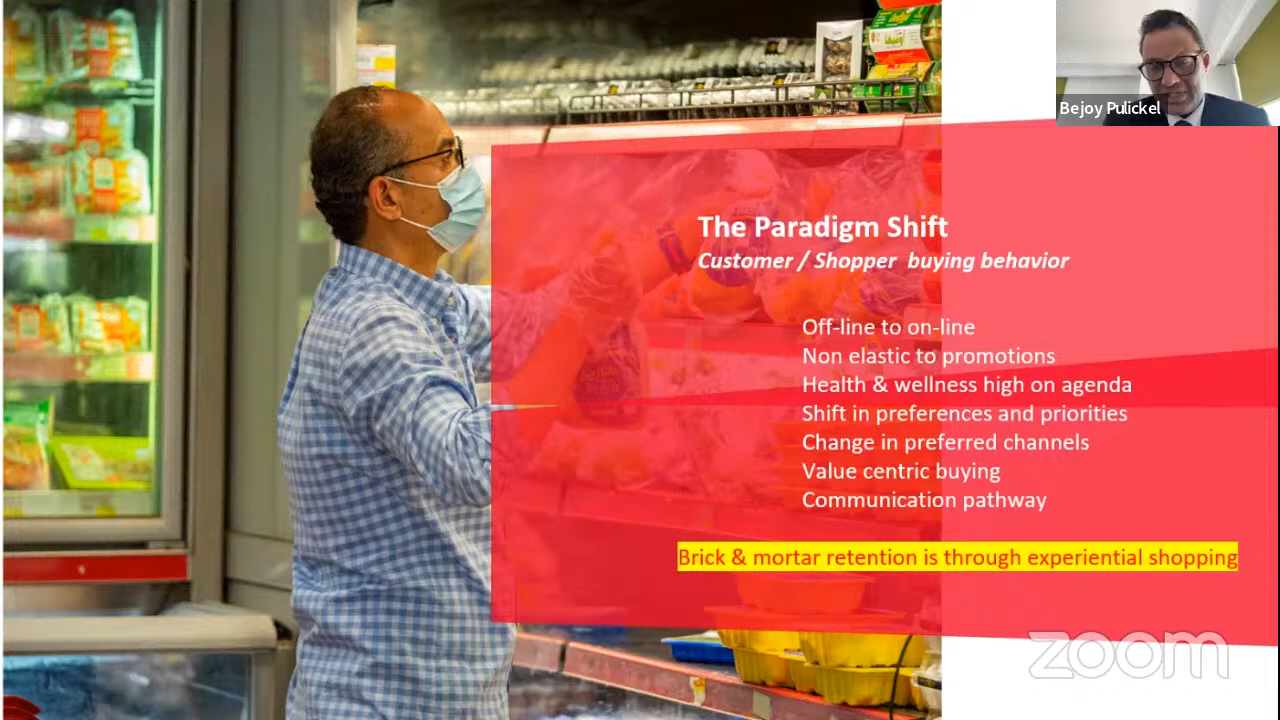 Bejoy Pulickel
The Paradigm Shift
Customer / Shopper buying behavior
Off-line to on-line
Non elastic to promotions
Health & wellness high on agenda
Shift in preferences and priorities
Change in preferred channels
Value centric buying
Communication pathway
Brick & mortar retention is through experiential shopping
zoom